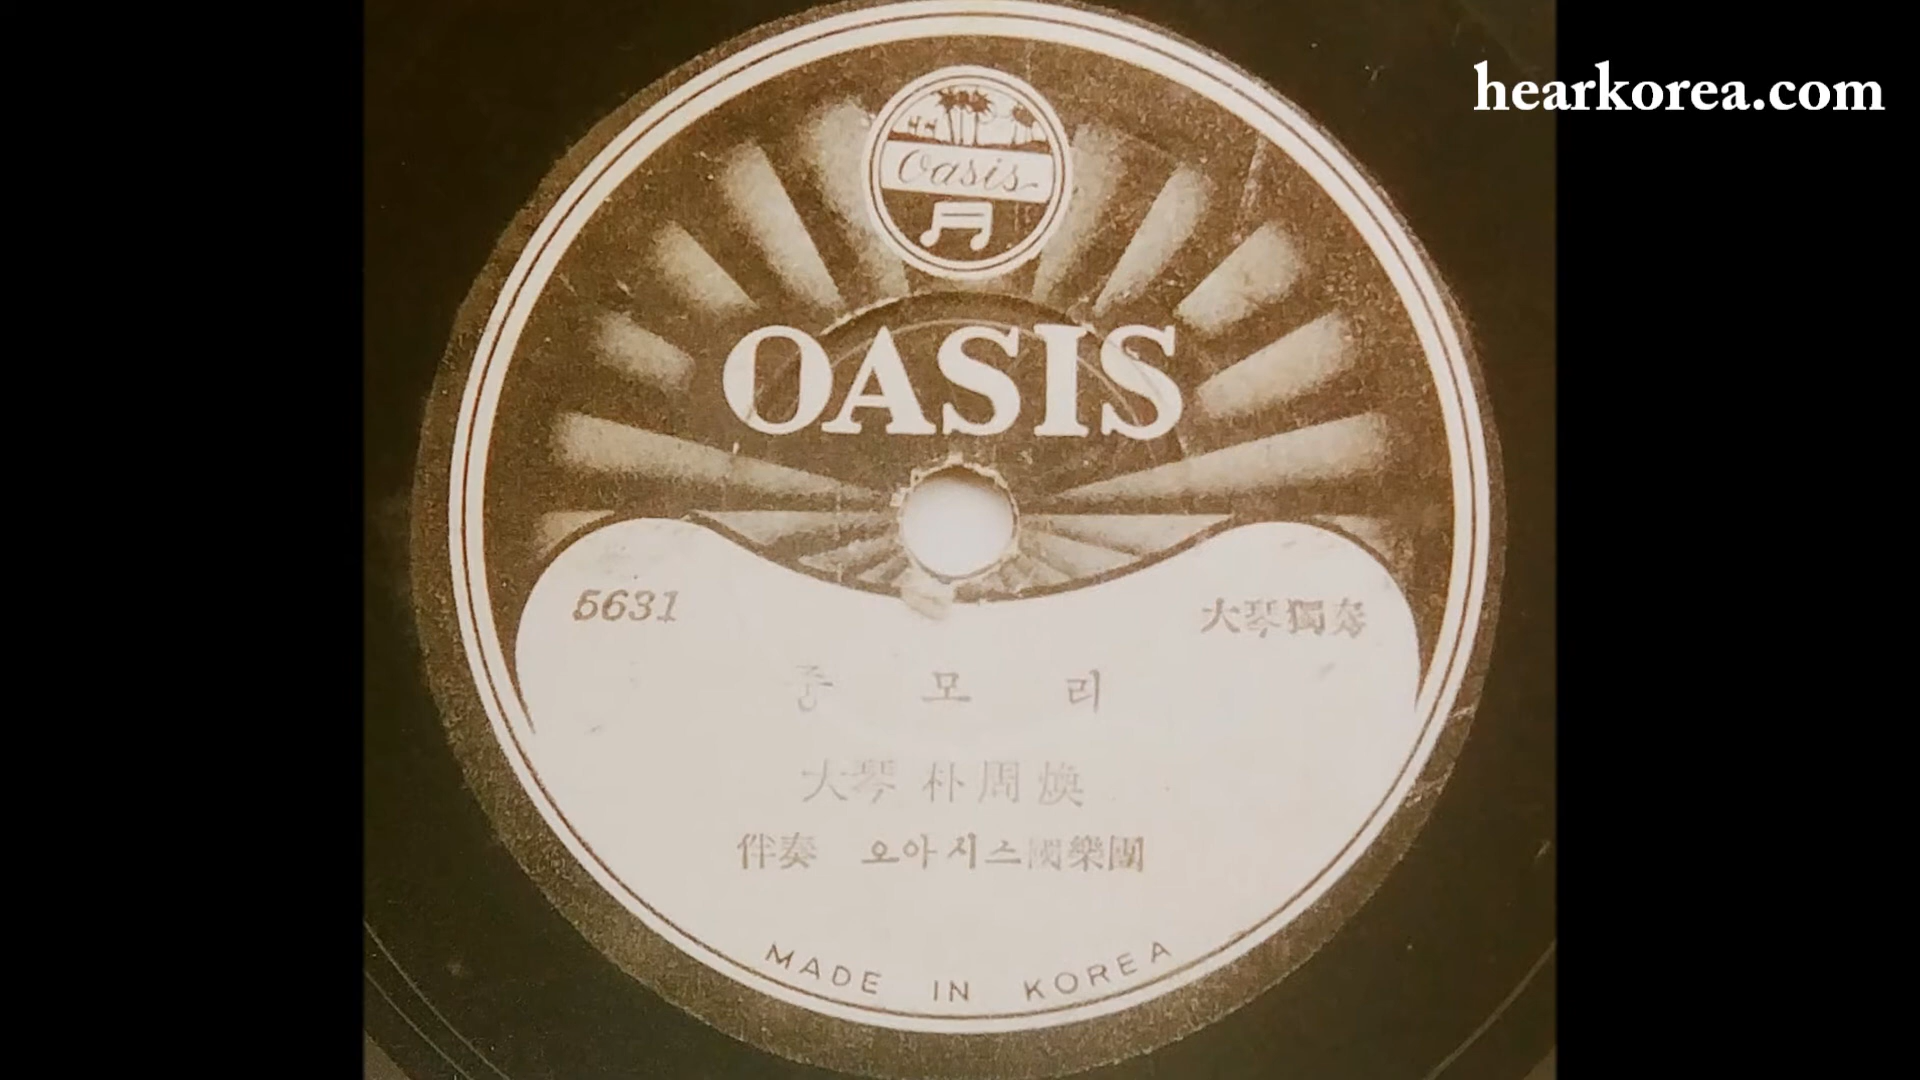 hearkorea.com
Oasis
OASIS
5631
大琴獨奏
중모리
大琴 朴周煥
伴奏 오아시스國樂團
MADE IN KOREA